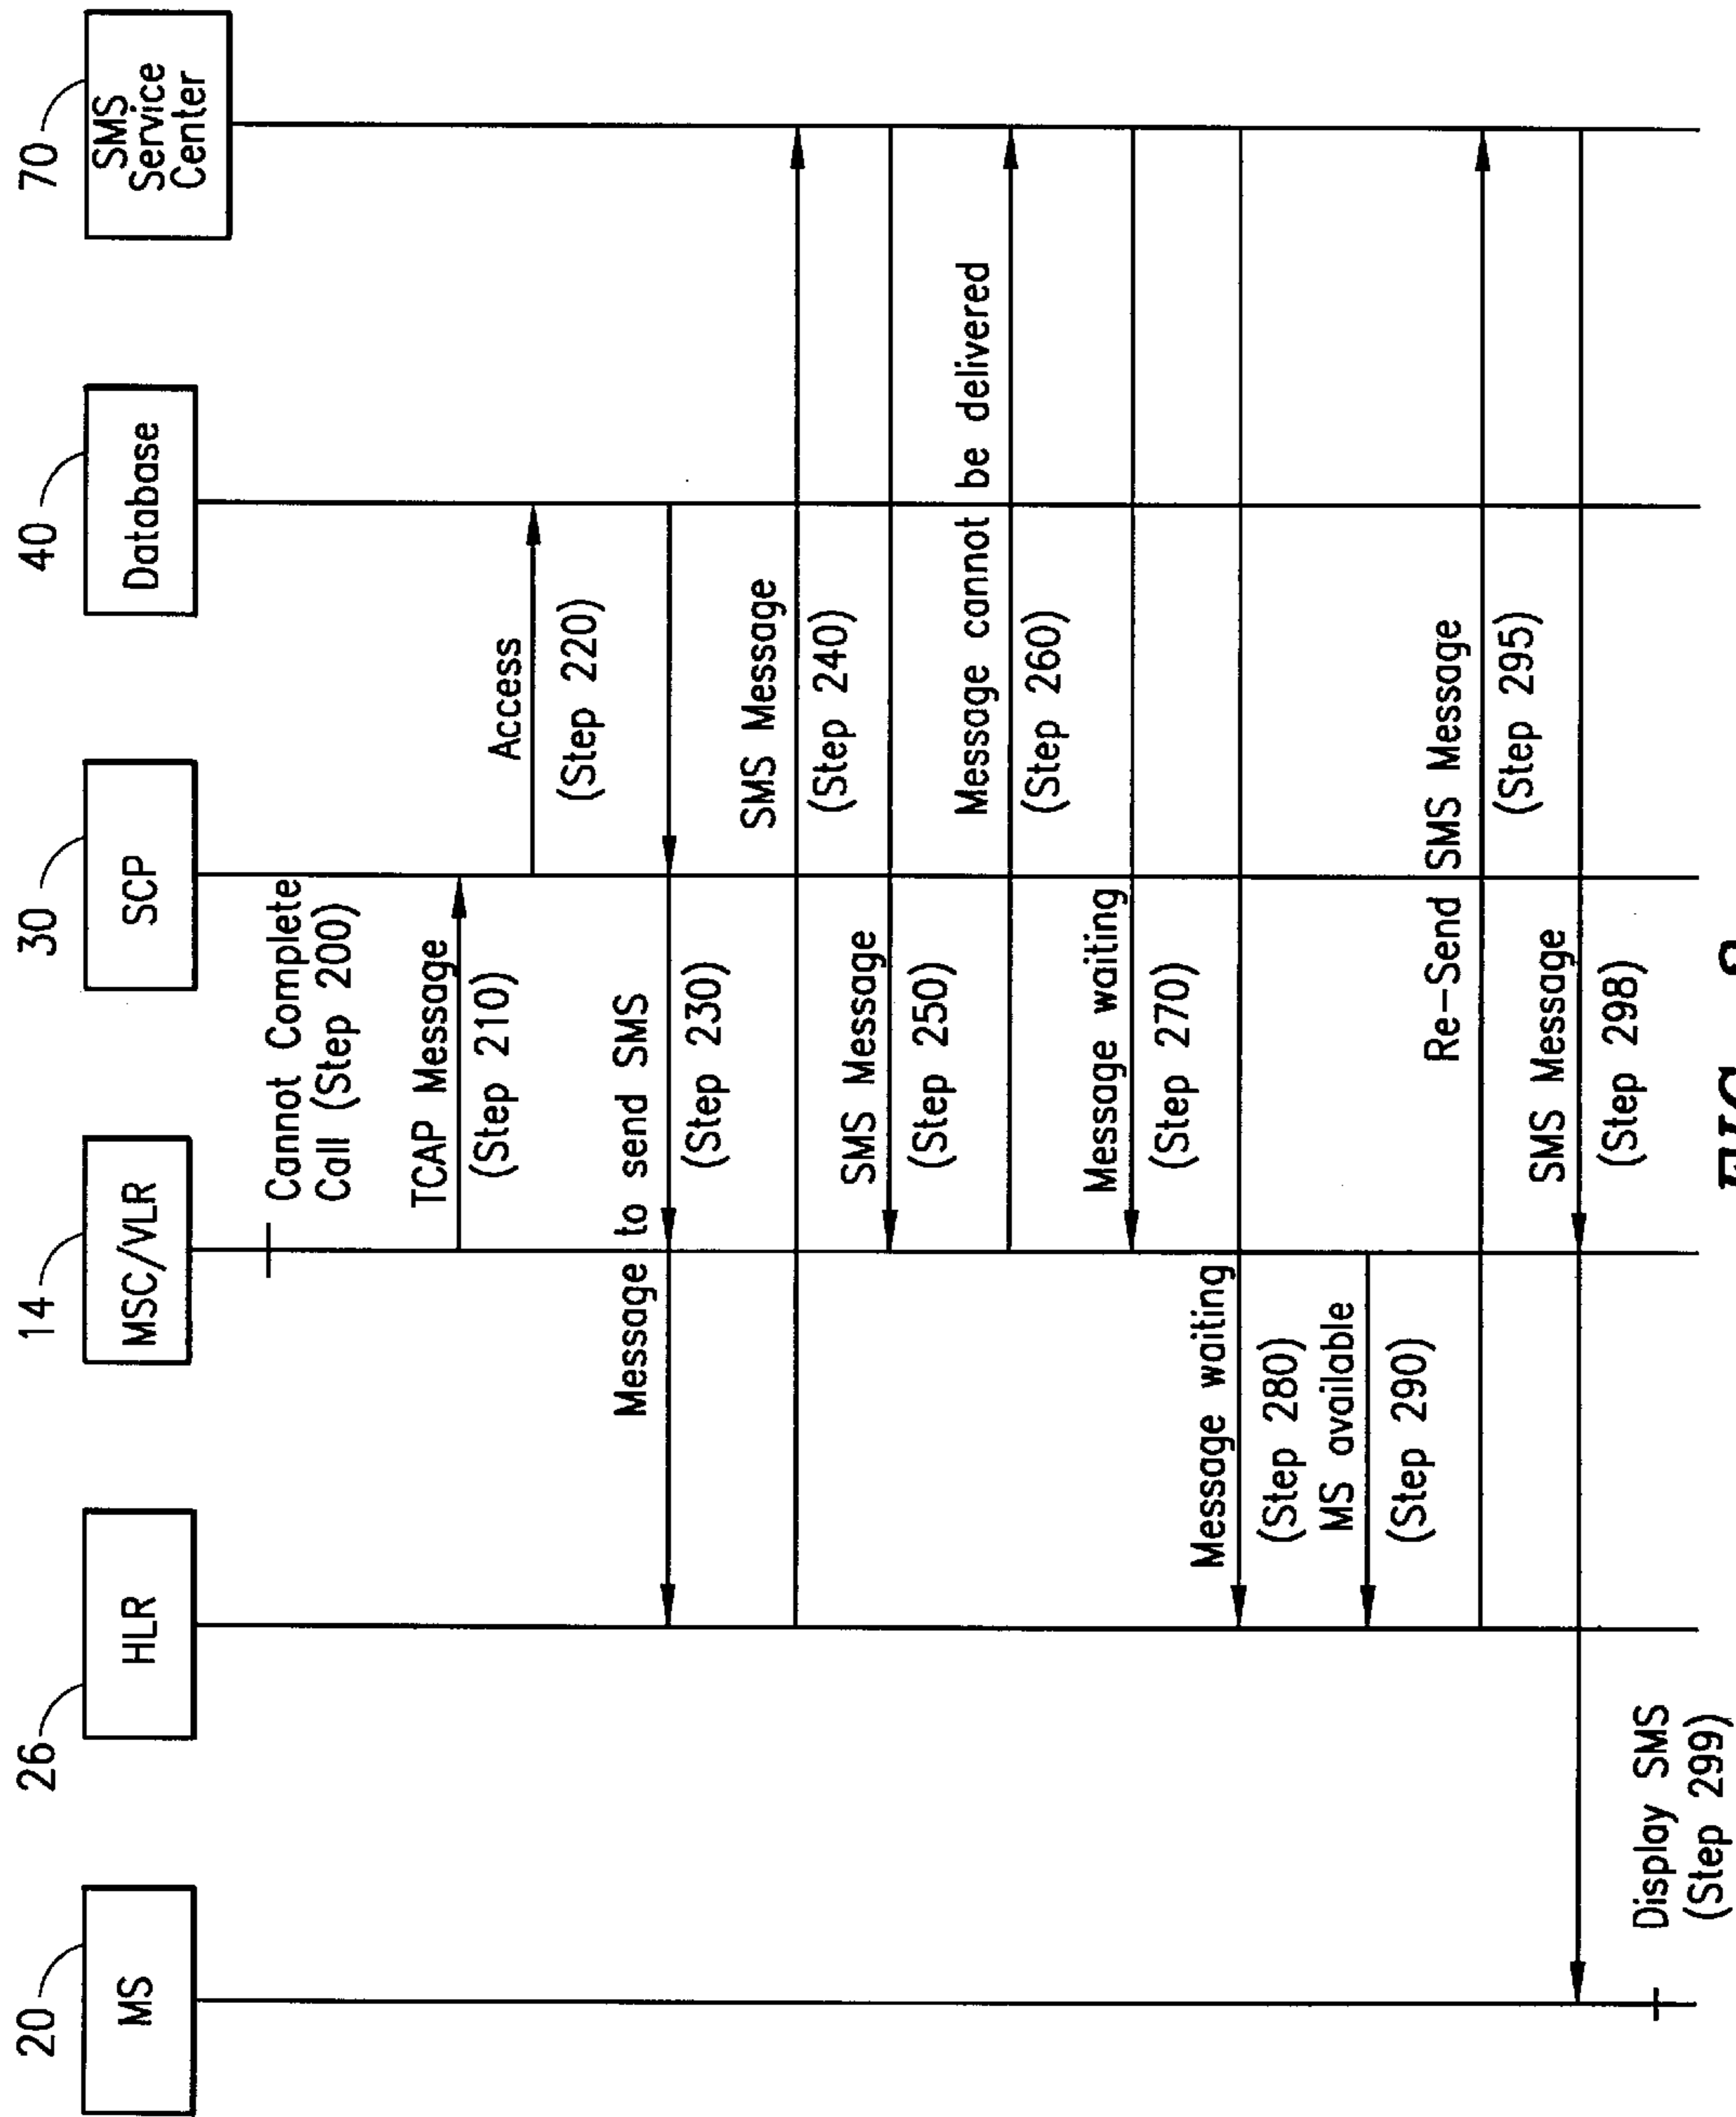 20
MS
26
HLR
14
MSC/VLR
30
SCP
40
Database
70
SMS
Service
Center
Cannot Complete
Call (Step 200)
TCAP Message
(Step 210)
Access
(Step 220)
Message to send SMS
(Step 230)
SMS Message
(Step 240)
SMS Message
(Step 250)
Message cannot be delivered
(Step 260)
Message waiting
(Step 270)
Message waiting
(Step 280)
MS available
(Step 290)
Re-Send SMS Message
(Step 295)
SMS Message
(Step 298)
Display SMS
(Step 299)
FIG